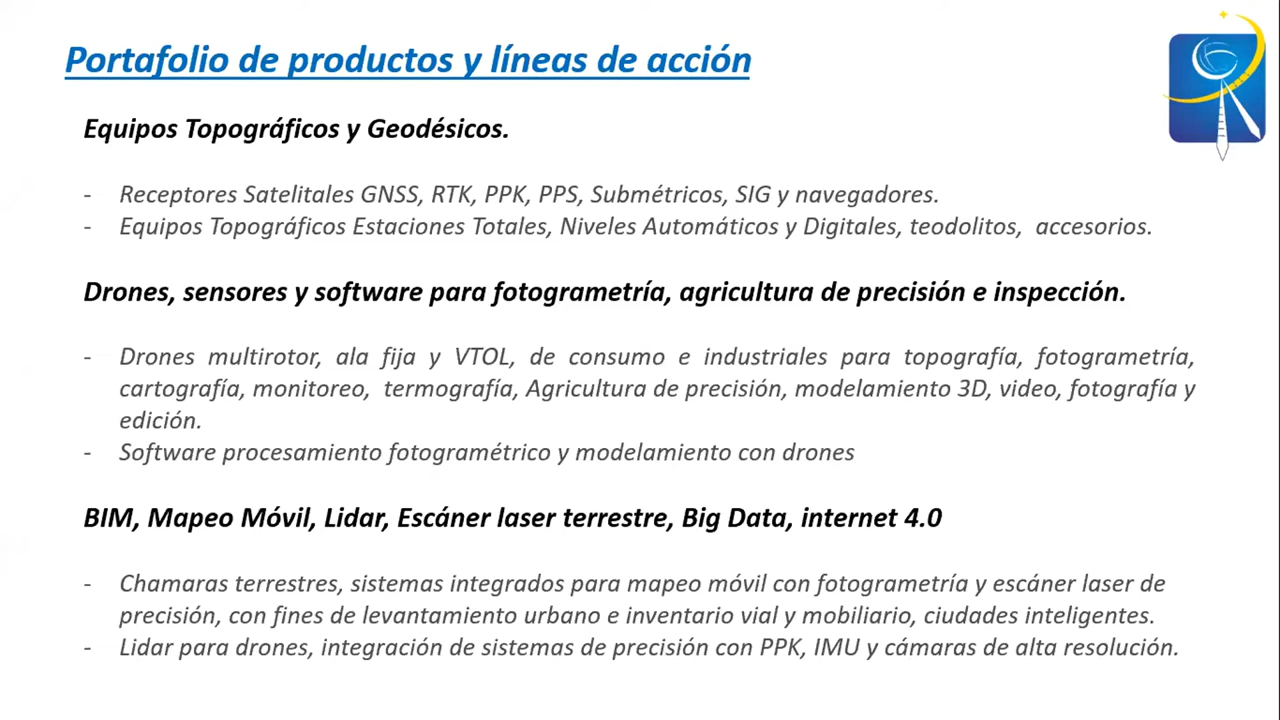 Portafolio de productos y líneas de acción
Equipos Topográficos y Geodésicos.
- Receptores Satelitales GNSS, RTK, PPK, PPS, Submétricos, SIG y navegadores.
- Equipos Topográficos Estaciones Totales, Niveles Automáticos y Digitales, teodolitos, accesorios.
Drones, sensores y software para fotogrametría, agricultura de precisión e inspección.
- Drones multirotor, ala fija y VTOL, de consumo e industriales para topografía, fotogrametría,
cartografía, monitoreo, termografía, Agricultura de precisión, modelamiento 3D, video, fotografía y
edición.
- Software procesamiento fotogramétrico y modelamiento con drones
BIM, Mapeo Móvil, Lidar, Escáner laser terrestre, Big Data, internet 4.0
- Chamaras terrestres, sistemas integrados para mapeo móvil con fotogrametría y escáner laser de
precisión, con fines de levantamiento urbano e inventario vial y mobiliario, ciudades inteligentes.
- Lidar para drones, integración de sistemas de precisión con PPK, IMU y cámaras de alta resolución.